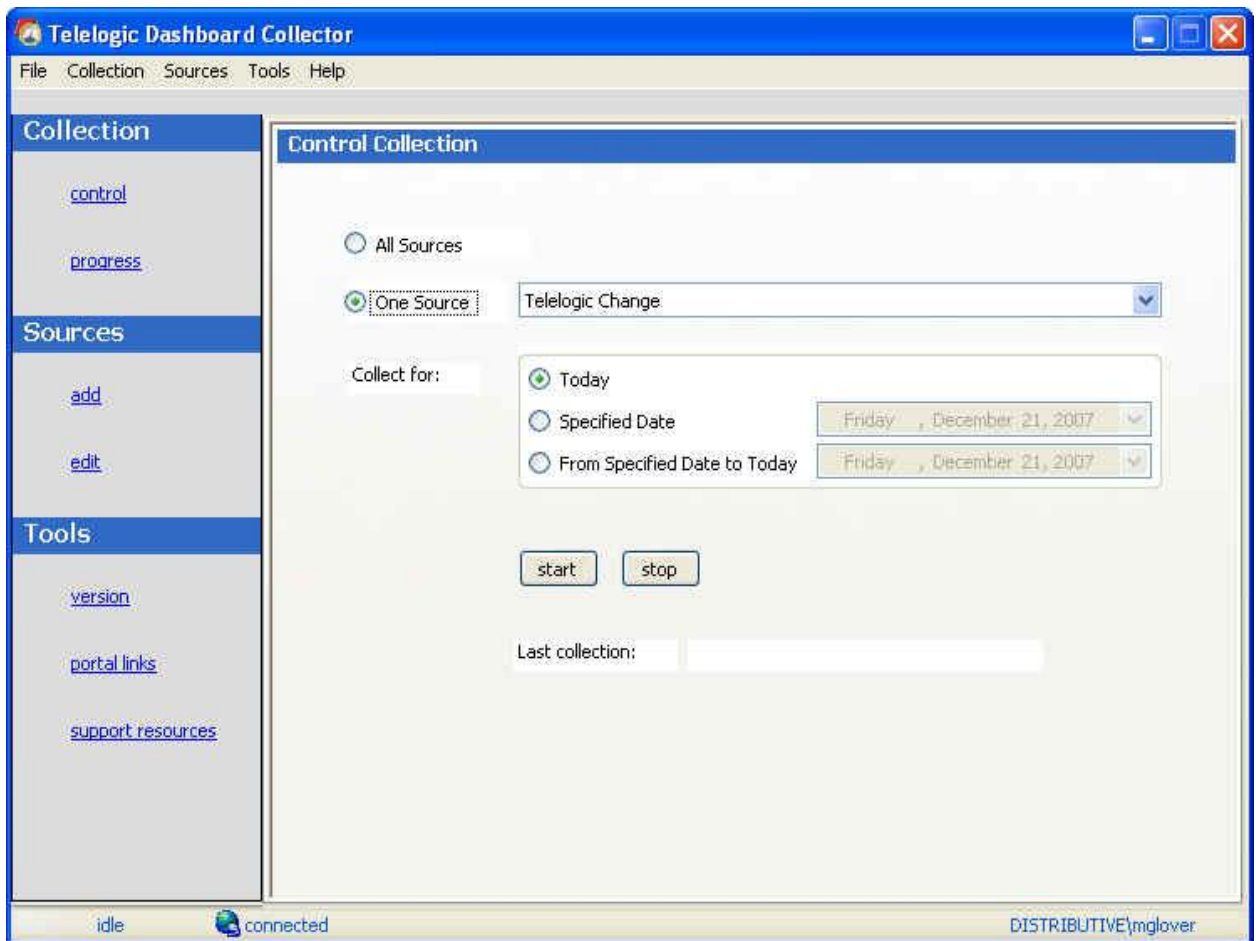 Telelogic Dashboard Collector
File Collection Sources Tools Help
Collection
control
progress
Sources
add
edit
Tools
version
portal links
support resources
Control Collection
All Sources
One Source Telelogic Change
Collect for:
Today
Specified Date Friday , December 21, 2007
From Specified Date to Today Friday , December 21, 2007
start stop
Last collection:
idle connected DISTRIBUTIVE\mglover